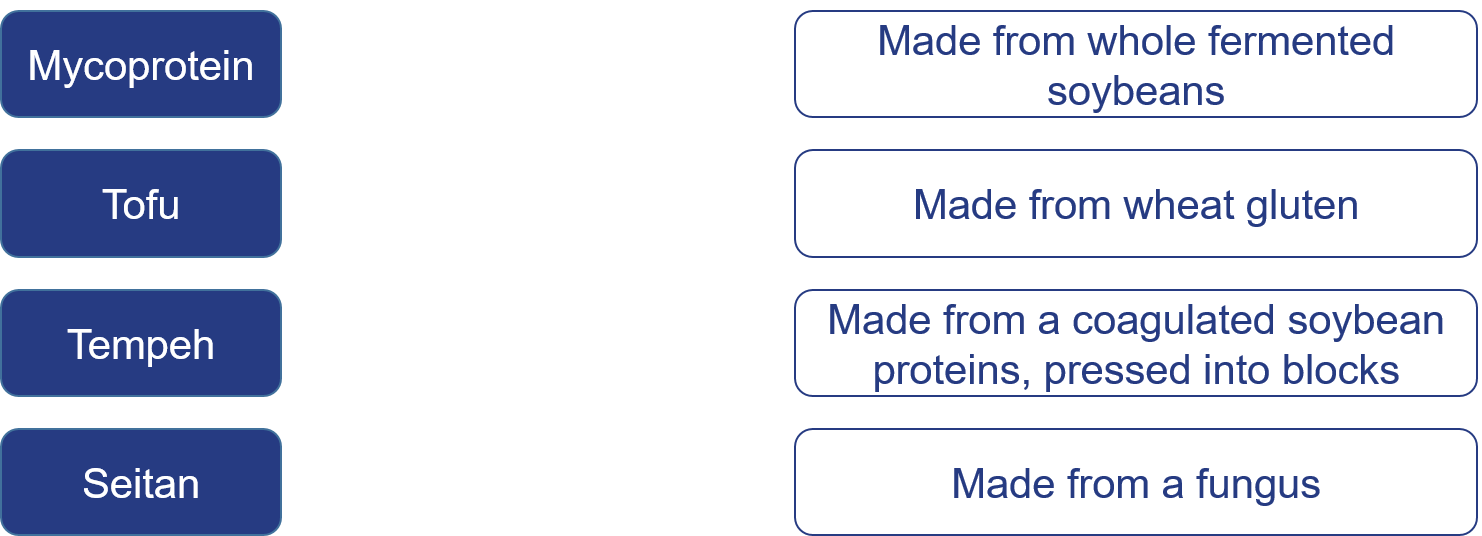 Mycoprotein
Made from whole fermented
soybeans
Tofu
Made from wheat gluten
Tempeh
Made from a coagulated soybean
proteins, pressed into blocks
Seitan
Made from a fungus